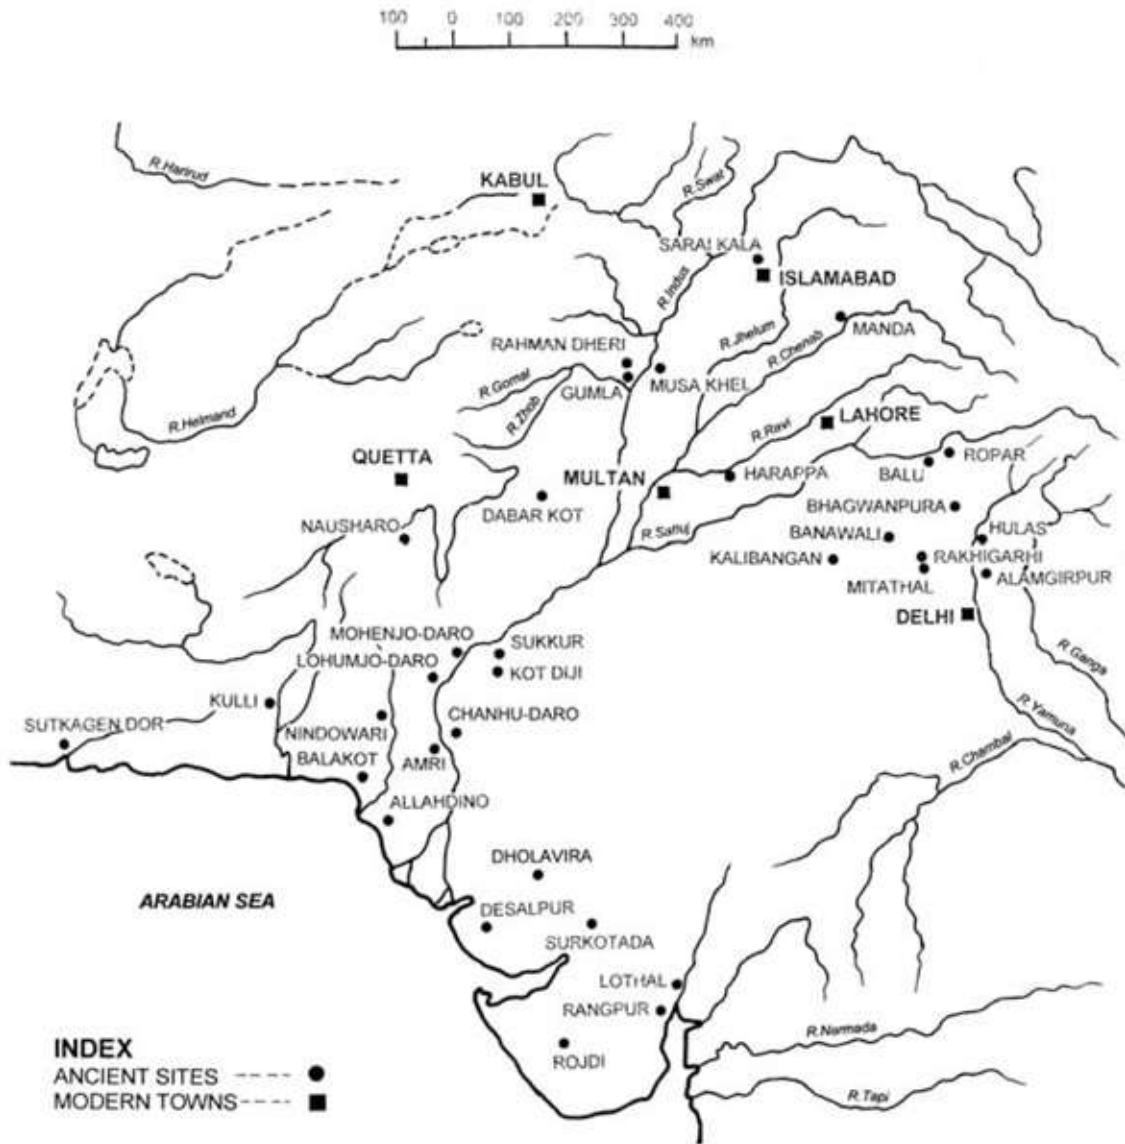 100 0 100 200 300 400
km
R.Harirud
KABUL
R.Swat
SARAI KALA
ISLAMABAD
R.Indus
MANDA
R.Jhelum
R.Chenab
RAHMAN DHERI
MUSA KHEL
R.Gomal
GUMLA
R.Zhob
R.Helmand
LAHORE
R.Ravi
QUETTA
MULTAN
HARAPPA
BALU
ROPAR
DABAR KOT
BHAGWANPURA
NAUSHARO
R.Satluj
BANAWALI
HULAS
KALIBANGAN
RAKHIGARHI
MITATHAL
ALAMGIRPUR
DELHI
MOHENJO-DARO
SUKKUR
LOHUMJO-DARO
KOT DIJI
R.Ganga
KULLI
CHANHU-DARO
R.Yamuna
SUTKAGEN DOR
NINDOWARI
BALAKOT
AMRI
R.Chambal
ALLAHDINO
DHOLAVIRA
ARABIAN SEA
DESALPUR
SURKOTADA
LOTHAL
RANGPUR
R.Narmada
ROJDI
INDEX
ANCIENT SITES
MODERN TOWNS
R.Tapi